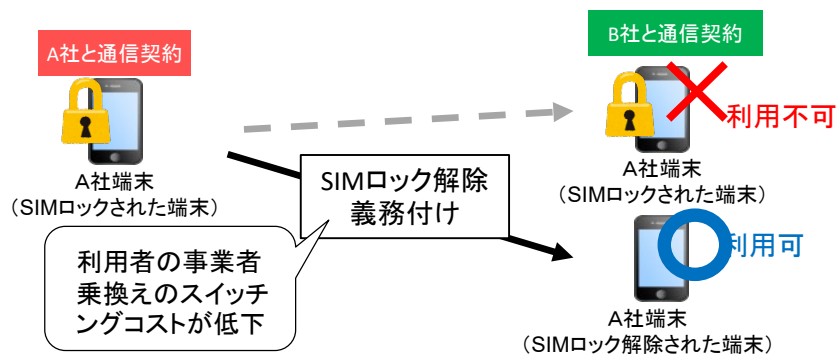 A社と通信契約
A社端末
（SIMロックされた端末）
SIMロック解除
義務付け
利用者の事業者
乗換えのスイッチ
ングコストが低下
B社と通信契約
利用不可
A社端末
（SIMロックされた端末）
利用可
A社端末
（SIMロック解除された端末）